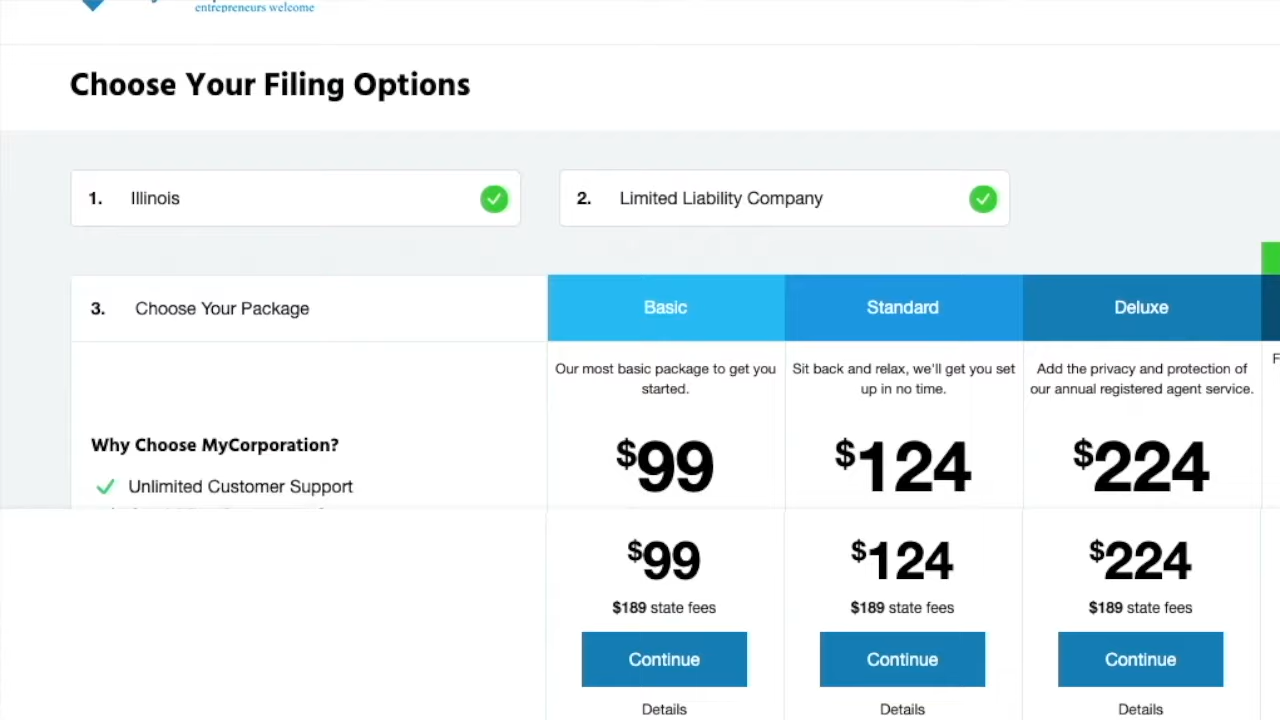 entrepreneurs welcome
Choose Your Filing Options
1. Illinois
2. Limited Liability Company
3. Choose Your Package
Basic
Standard
Deluxe
Our most basic package to get you
started.
Sit back and relax, we'll get you set
up in no time.
Add the privacy and protection of
our annual registered agent service.
F
Why Choose MyCorporation?
Unlimited Customer Support
$99
$124
$224
$99
$124
$224
$189 state fees
$189 state fees
$189 state fees
Continue
Continue
Continue
Details
Details
Details